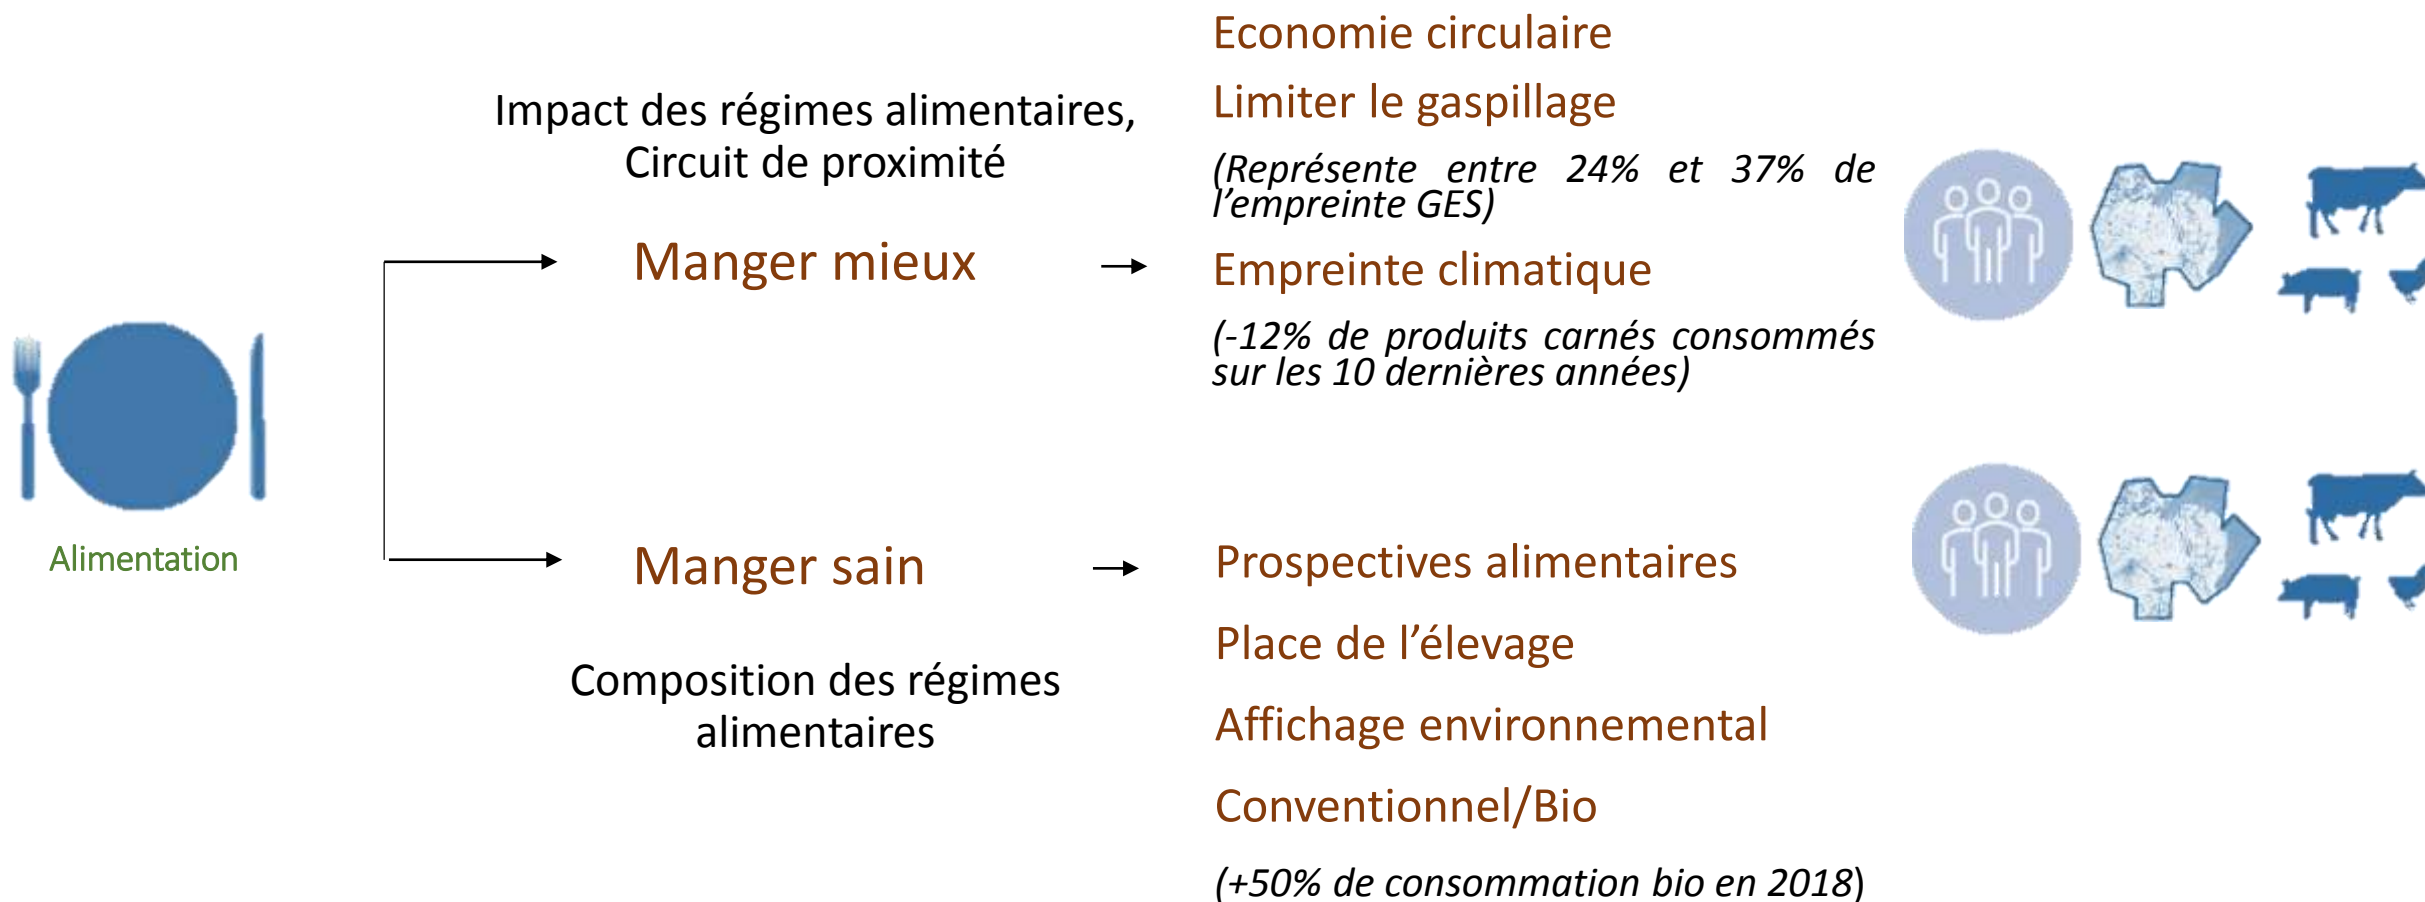 Alimentation
Impact des régimes alimentaires,
Circuit de proximité
Manger mieux
Economie circulaire
Limiter le gaspillage
(Représente entre 24% et 37% de
l’empreinte GES)
Empreinte climatique
(-12% de produits carnés consommés
sur les 10 dernières années)
Manger sain
Composition des régimes
alimentaires
Prospectives alimentaires
Place de l’élevage
Affichage environnemental
Conventionnel/Bio
(+50% de consommation bio en 2018)